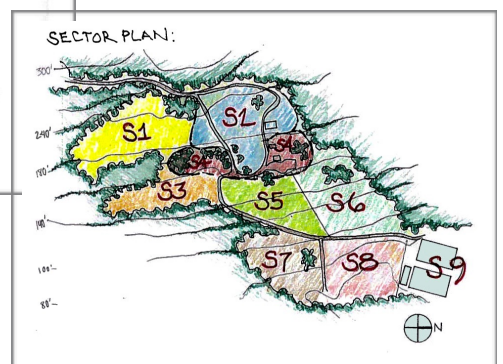 SECTOR PLAN:
300'
240'
180'
140'
100'
80'
S1
S2
S4
S4
S3
S5
S6
S7
S8
S9
N